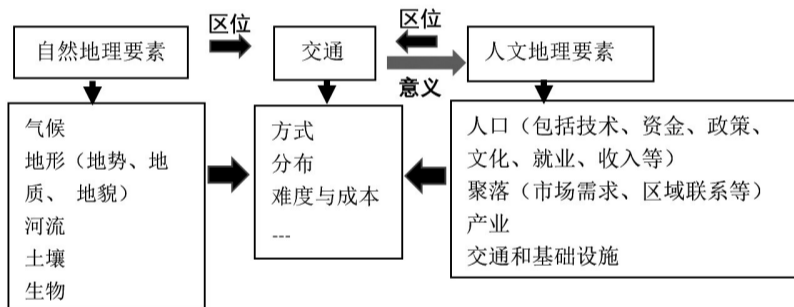 自然地理要素
区位
交通
区位
意义
人文地理要素
气候
地形（地势、地
质、 地貌）
河流
土壤
生物
方式
分布
难度与成本
---
人口（包括技术、资金、政策、
文化、就业、收入等）
聚落（市场需求、区域联系等）
产业
交通和基础设施